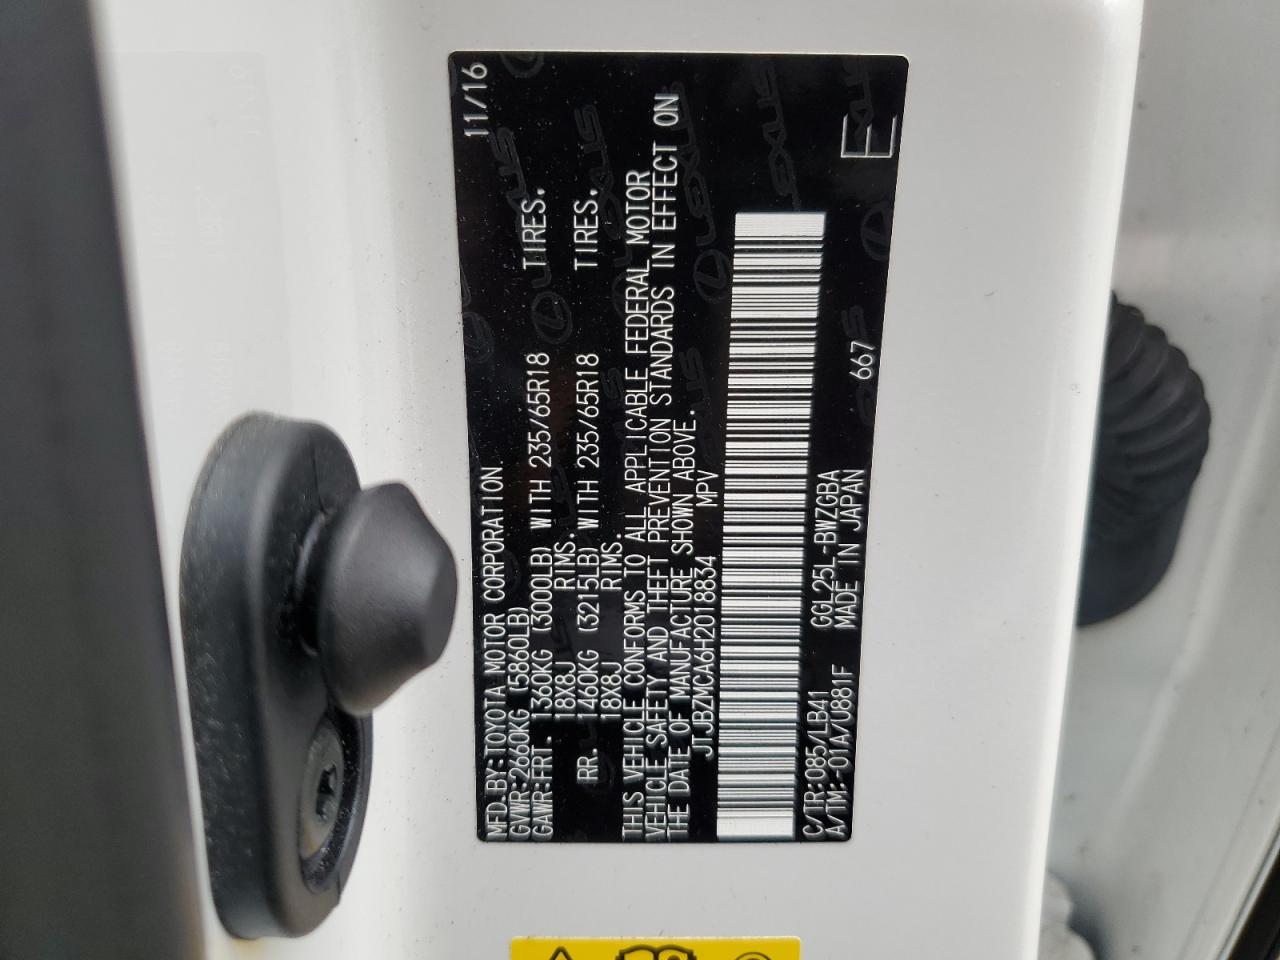 11/16
MFD.BY:TOYOTA MOTOR CORPORATION
GVWR:2660KG (5860LB)
GAWR:FRT. 1360KG (3000LB) WITH 235/65R18 TIRES.
18X8J RIMS.
RR. 1460KG (3215LB) WITH 235/65R18 TIRES.
18X8J RIMS.
THIS VEHICLE CONFORMS TO ALL APPLICABLE FEDERAL MOTOR
VEHICLE SAFETY AND THEFT PREVENTION STANDARDS IN EFFECT ON
THE DATE OF MANUFACTURE SHOWN ABOVE.
JTJBZMCA6H2018834 MPV
C/TR:085/LB41 GGL25L-BWZGBA
A/TM:-01A/U881F MADE IN JAPAN 667
E